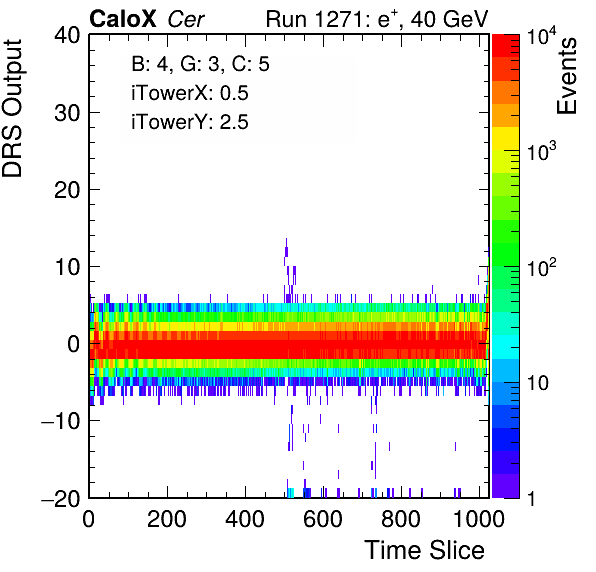 CaloX Cer Run 1271: e⁺, 40 GeV
B: 4, G: 3, C: 5
iTowerX: 0.5
iTowerY: 2.5
DRS Output
40
30
20
10
0
−10
−20
0 200 400 600 800 1000
Time Slice
Events
10⁴
10³
10²
10
1